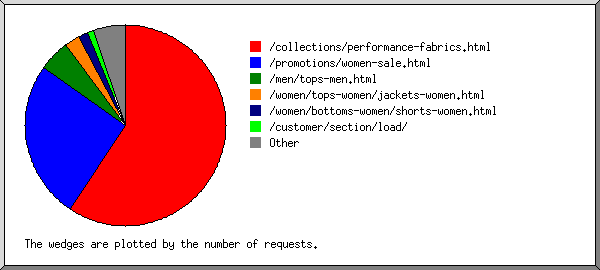 /collections/performance-fabrics.html
/promotions/women-sale.html
/men/tops-men.html
/women/tops-women/jackets-women.html
/women/bottoms-women/shorts-women.html
/customer/section/load/
Other
The wedges are plotted by the number of requests.